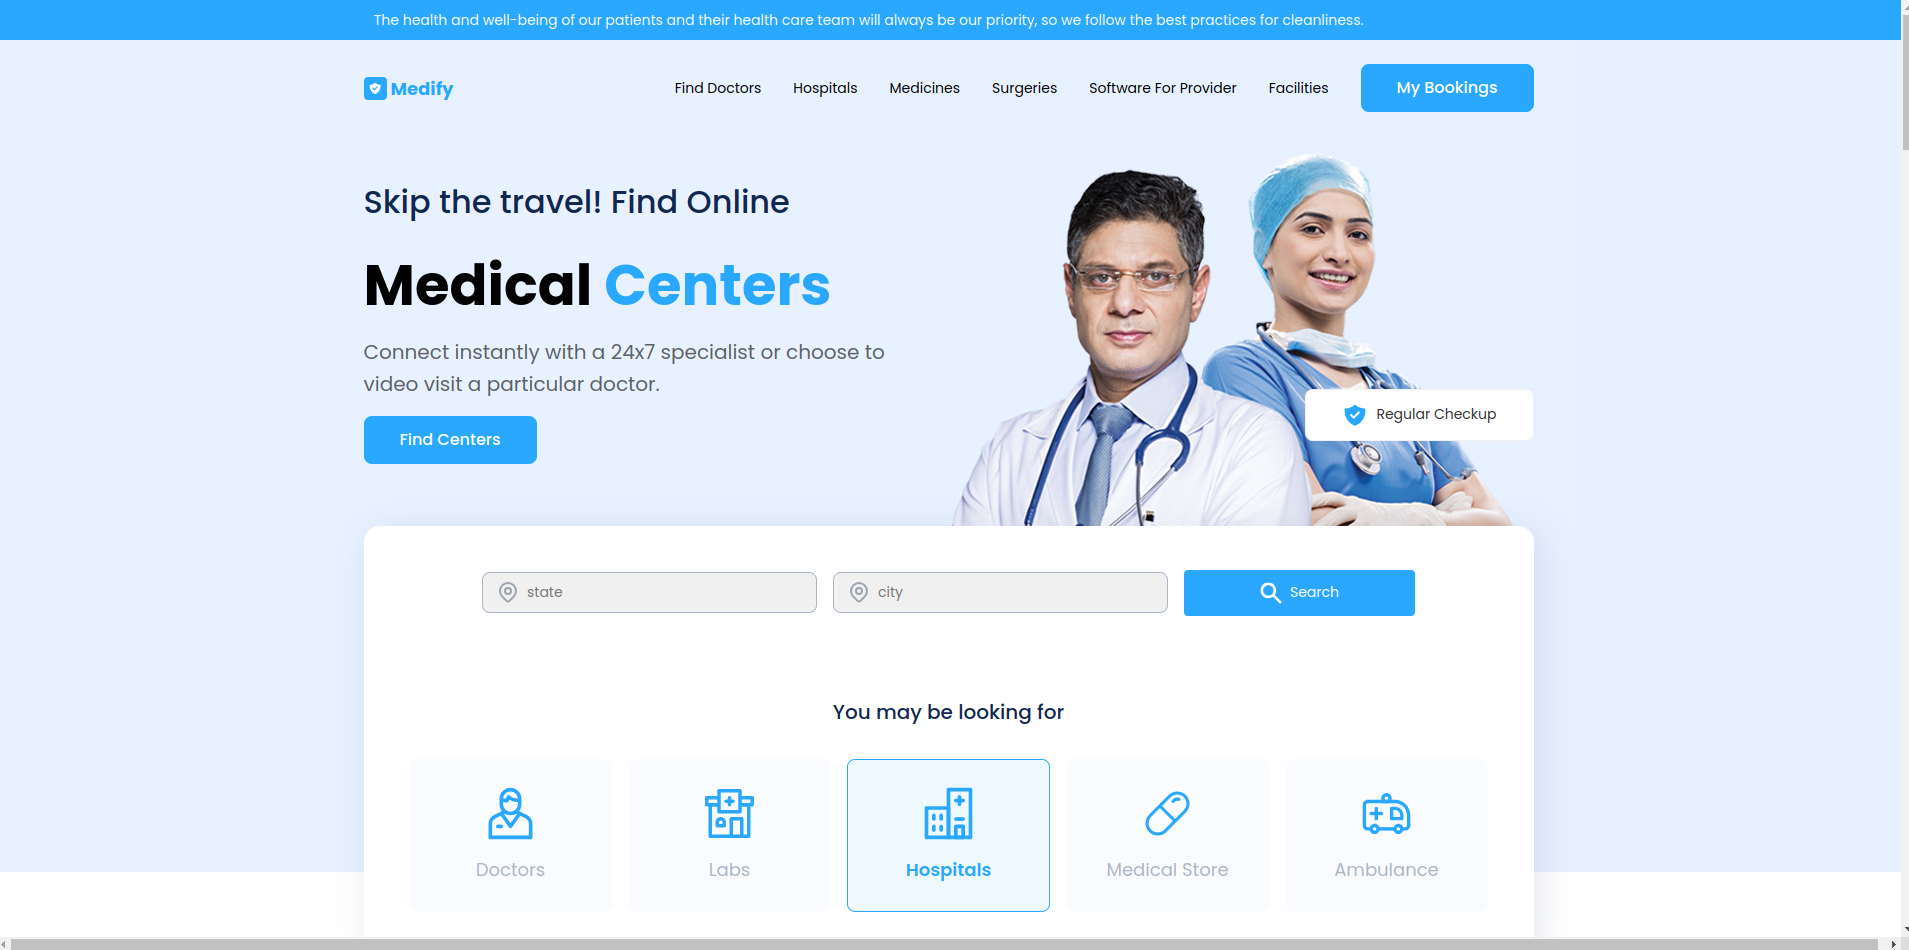 The health and well-being of our patients and their health care team will always be our priority, so we follow the best practices for cleanliness.
Medify
Find Doctors
Hospitals
Medicines
Surgeries
Software For Provider
Facilities
My Bookings
Skip the travel! Find Online
Medical Centers
Connect instantly with a 24x7 specialist or choose to
video visit a particular doctor.
Find Centers
Regular Checkup
state
city
Search
You may be looking for
Doctors
Labs
Hospitals
Medical Store
Ambulance